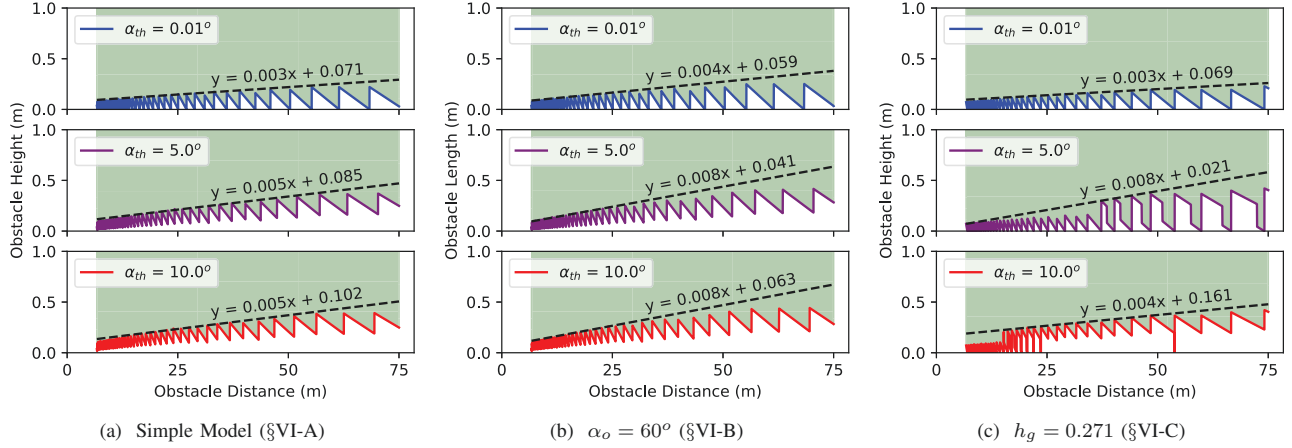 1.0
α_th = 0.01°
0.5
y = 0.003x + 0.071
0.0
1.0
α_th = 5.0°
0.5
y = 0.005x + 0.085
0.0
1.0
α_th = 10.0°
0.5
y = 0.005x + 0.102
0.0
0 25 50 75
Obstacle Height (m)
Obstacle Distance (m)
(a) Simple Model (§VI-A)
1.0
α_th = 0.01°
0.5
y = 0.004x + 0.059
0.0
1.0
α_th = 5.0°
0.5
y = 0.008x + 0.041
0.0
1.0
α_th = 10.0°
0.5
y = 0.008x + 0.063
0.0
0 25 50 75
Obstacle Length (m)
Obstacle Distance (m)
(b) α_o = 60° (§VI-B)
1.0
α_th = 0.01°
0.5
y = 0.003x + 0.069
0.0
1.0
α_th = 5.0°
0.5
y = 0.008x + 0.021
0.0
1.0
α_th = 10.0°
0.5
y = 0.004x + 0.161
0.0
0 25 50 75
Obstacle Height (m)
Obstacle Distance (m)
(c) h_g = 0.271 (§VI-C)